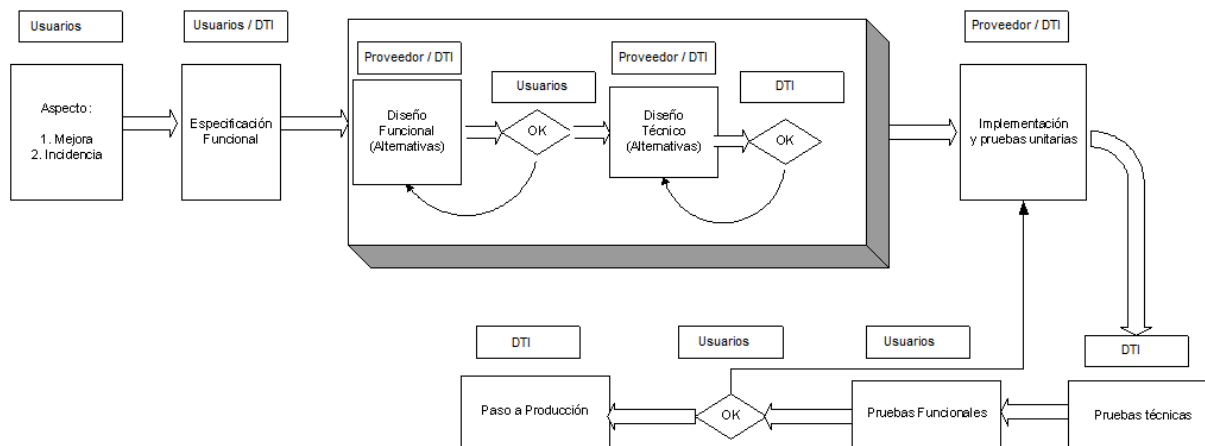 Usuarios
Usuarios / DTI
Proveedor / DTI
Aspecto :
1. Mejora
2. Incidencia
Especificación
Funcional
Proveedor / DTI
Diseño
Funcional
(Alternativas)
Usuarios
OK
Proveedor / DTI
Diseño
Técnico
(Alternativas)
DTI
OK
Implementación
y pruebas unitarias
DTI
Usuarios
Usuarios
DTI
Paso a Producción
OK
Pruebas Funcionales
Pruebas técnicas